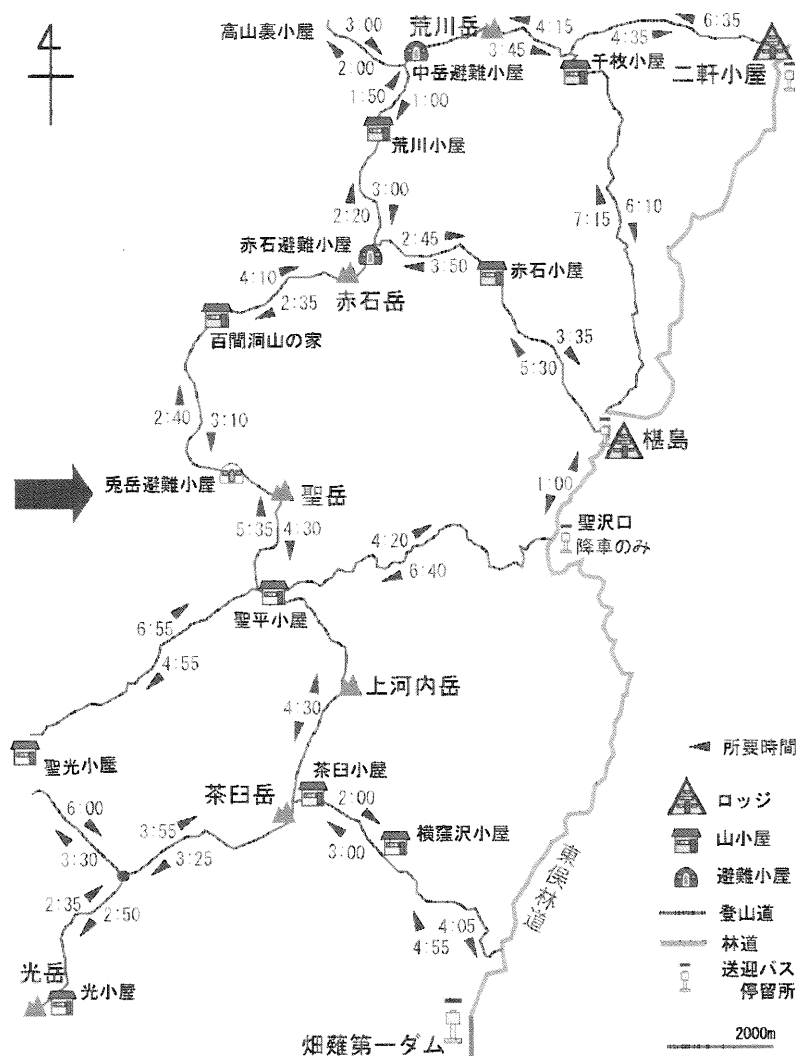 4
高山裏小屋
3:00
2:00
荒川岳
4:15
3:45
6:35
4:35
中岳避難小屋
千枚小屋
二軒小屋
1:50
1:00
荒川小屋
3:00
2:20
7:15
6:10
赤石避難小屋
2:45
3:50
赤石小屋
4:10
2:35
赤石岳
百間洞山の家
3:35
5:30
2:40
3:10
椹島
兎岳避難小屋
聖岳
1:00
5:35
4:30
4:20
6:40
聖沢口
降車のみ
聖平小屋
6:55
4:55
上河内岳
4:30
聖光小屋
茶臼岳
茶臼小屋
2:00
3:00
横窪沢小屋
6:00
3:30
3:55
3:25
2:35
2:50
4:55
4:05
東俣林道
光岳
光小屋
畑薙第一ダム
所要時間
ロッジ
山小屋
避難小屋
登山道
林道
送迎バス
停留所
2000m